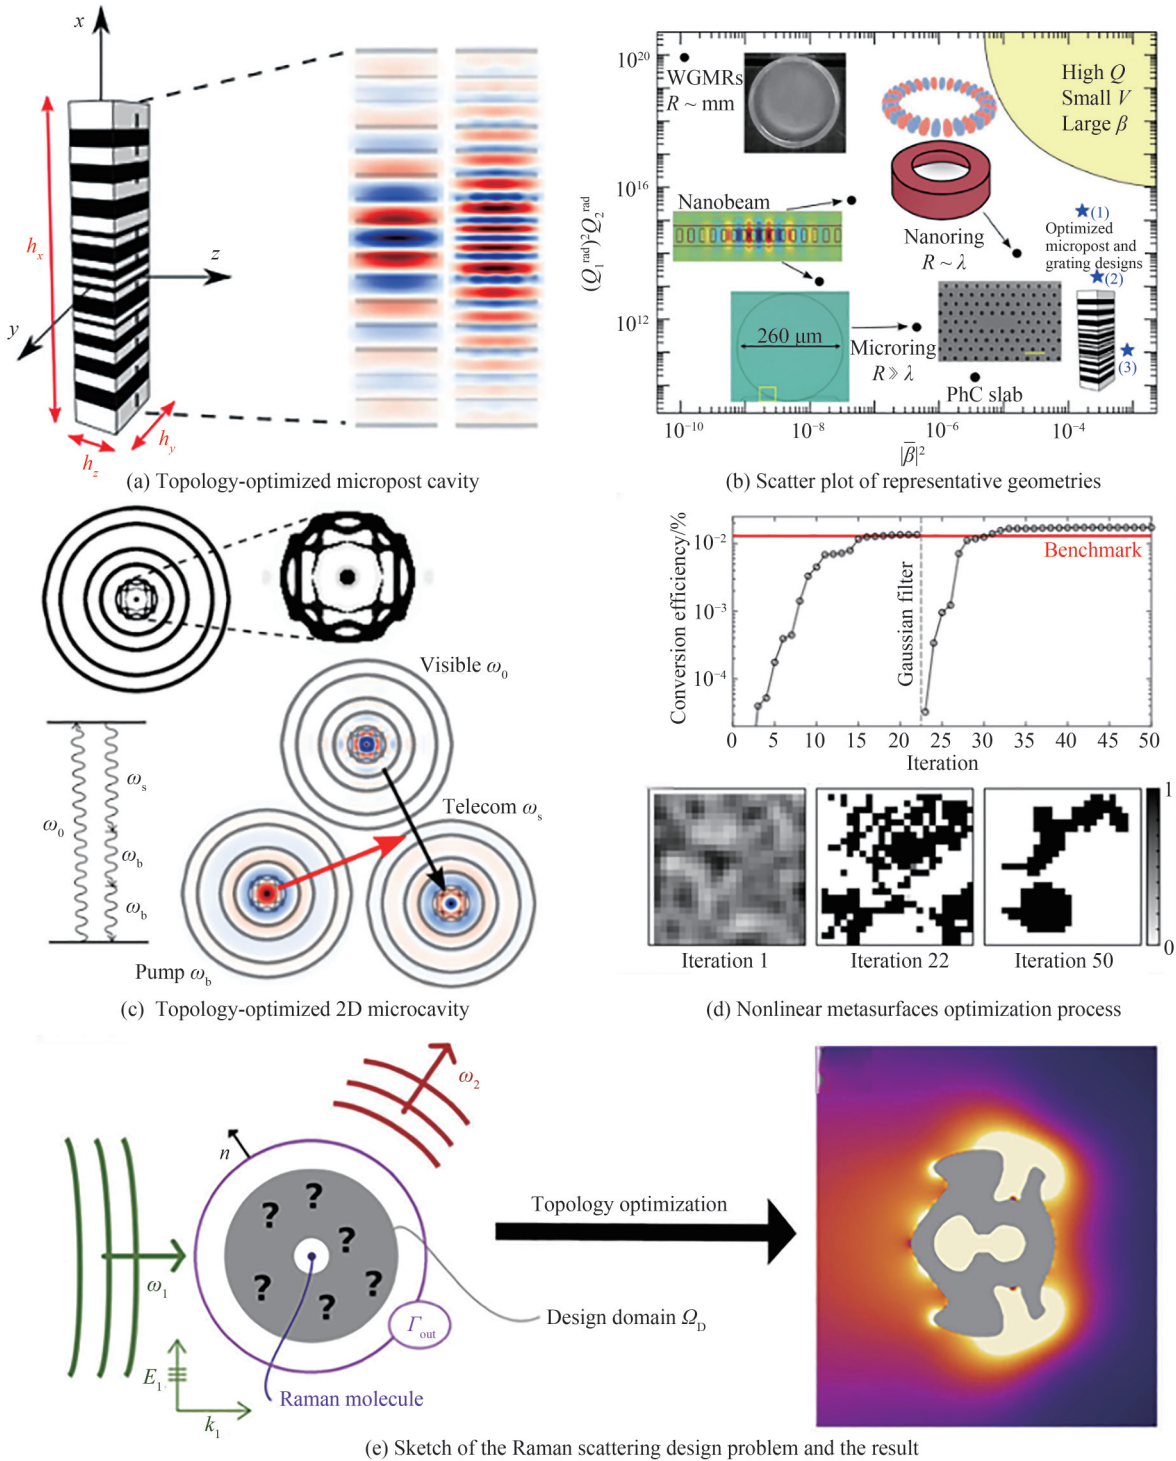 x
h_x
z
y
h_y
h_z
(a) Topology-optimized micropost cavity
10^20
10^16
10^12
(Q_1^rad)^2Q_2^rad
WGMRs
R ~ mm
High Q
Small V
Large β
Nanobeam
Nanoring
R ~ λ
(1)
Optimized
micropost and
grating designs
(2)
260 μm
Microring
R ≫ λ
PhC slab
(3)
10^−10
10^−8
10^−6
10^−4
|β̅|^2
(b) Scatter plot of representative geometries
Visible ω_0
ω_s
ω_0
ω_b
ω_b
Telecom ω_s
Pump ω_b
(c) Topology-optimized 2D microcavity
Conversion efficiency/%
10^−2
10^−3
10^−4
Benchmark
Gaussian filter
0 5 10 15 20 22 25 30 35 40 45 50
Iteration
1
0
Iteration 1
Iteration 22
Iteration 50
(d) Nonlinear metasurfaces optimization process
ω_2
n
? ? ? ? ? ?
ω_1
Γ_out
E_1
k_1
Raman molecule
Topology optimization
Design domain Ω_D
(e) Sketch of the Raman scattering design problem and the result